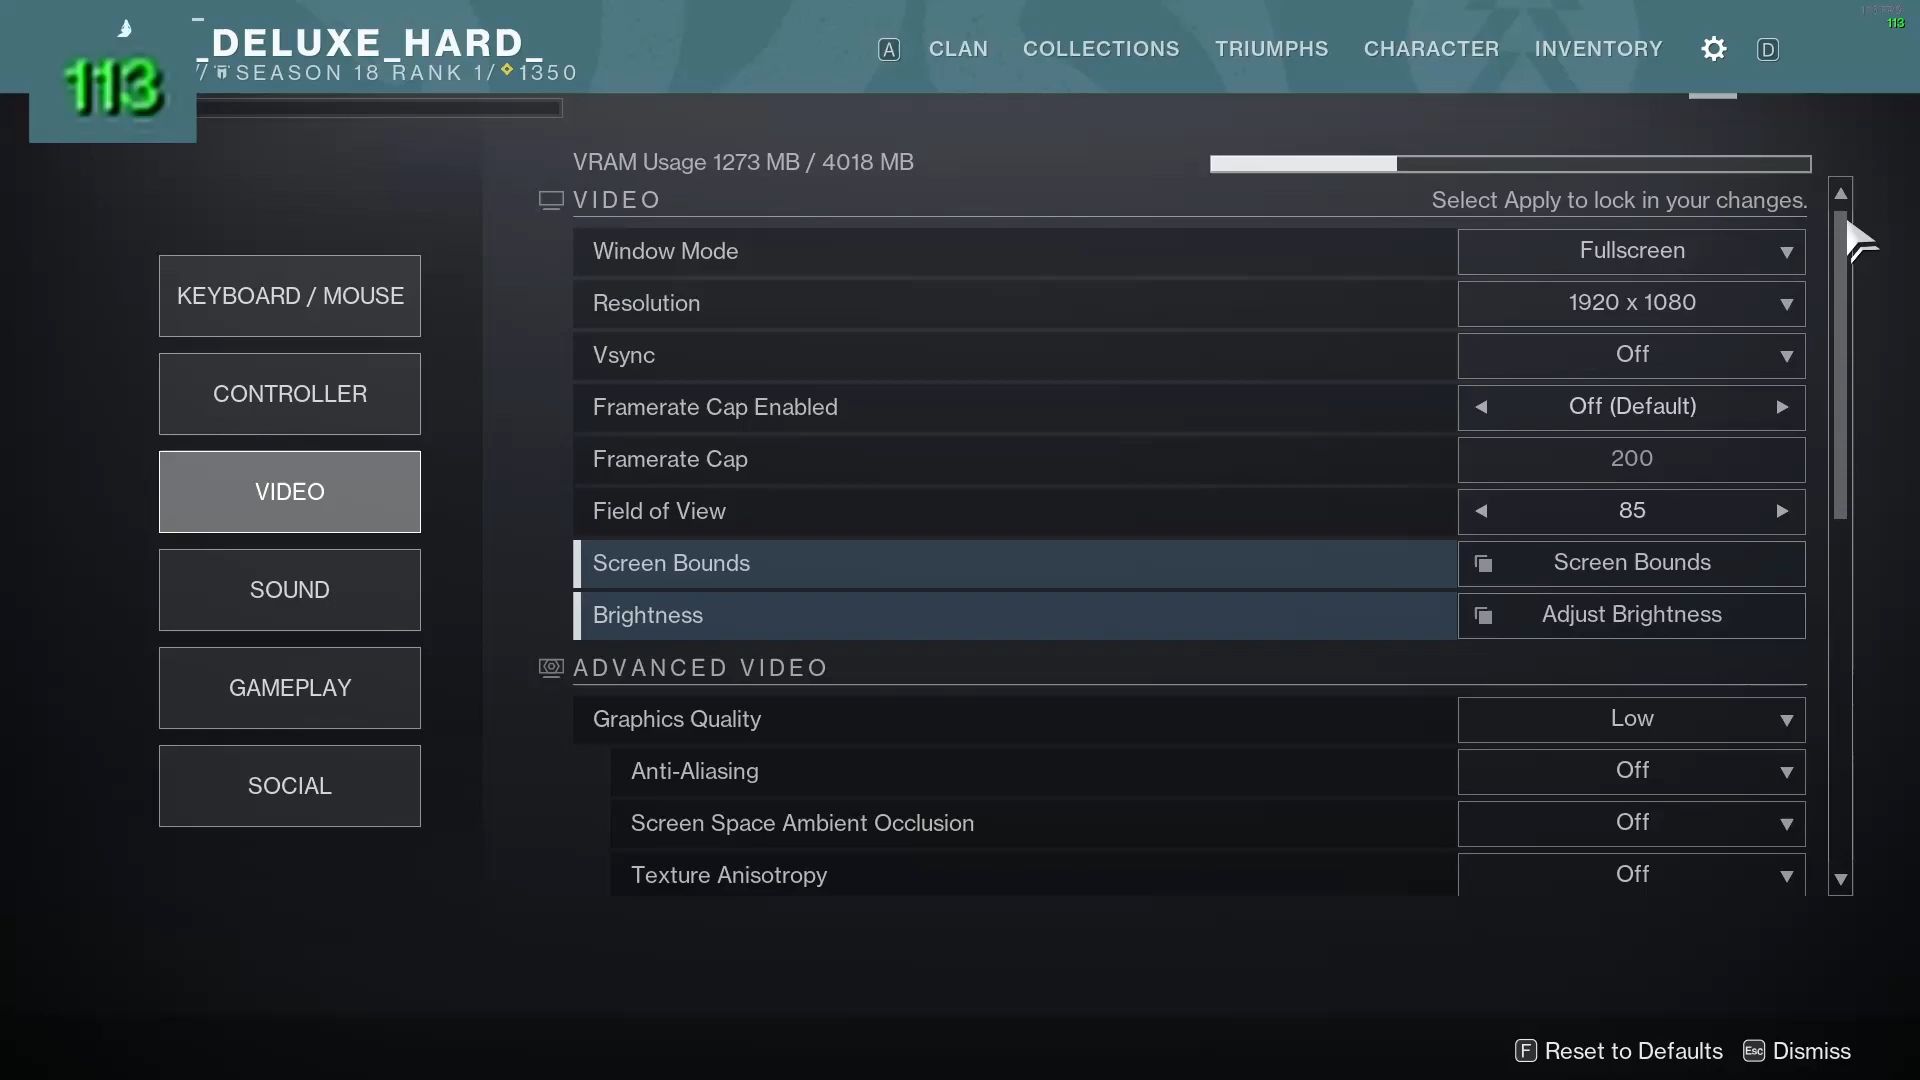 _DELUXE_HARD_
// SEASON 18 RANK 1/ 1350
113
A CLAN COLLECTIONS TRIUMPHS CHARACTER INVENTORY D
113
VRAM Usage 1273 MB / 4018 MB
VIDEO Select Apply to lock in your changes.
Window Mode Fullscreen
Resolution 1920 x 1080
Vsync Off
Framerate Cap Enabled Off (Default)
Framerate Cap 200
Field of View 85
Screen Bounds Screen Bounds
Brightness Adjust Brightness
ADVANCED VIDEO
Graphics Quality Low
Anti-Aliasing Off
Screen Space Ambient Occlusion Off
Texture Anisotropy Off
KEYBOARD / MOUSE
CONTROLLER
VIDEO
SOUND
GAMEPLAY
SOCIAL
F Reset to Defaults Esc Dismiss